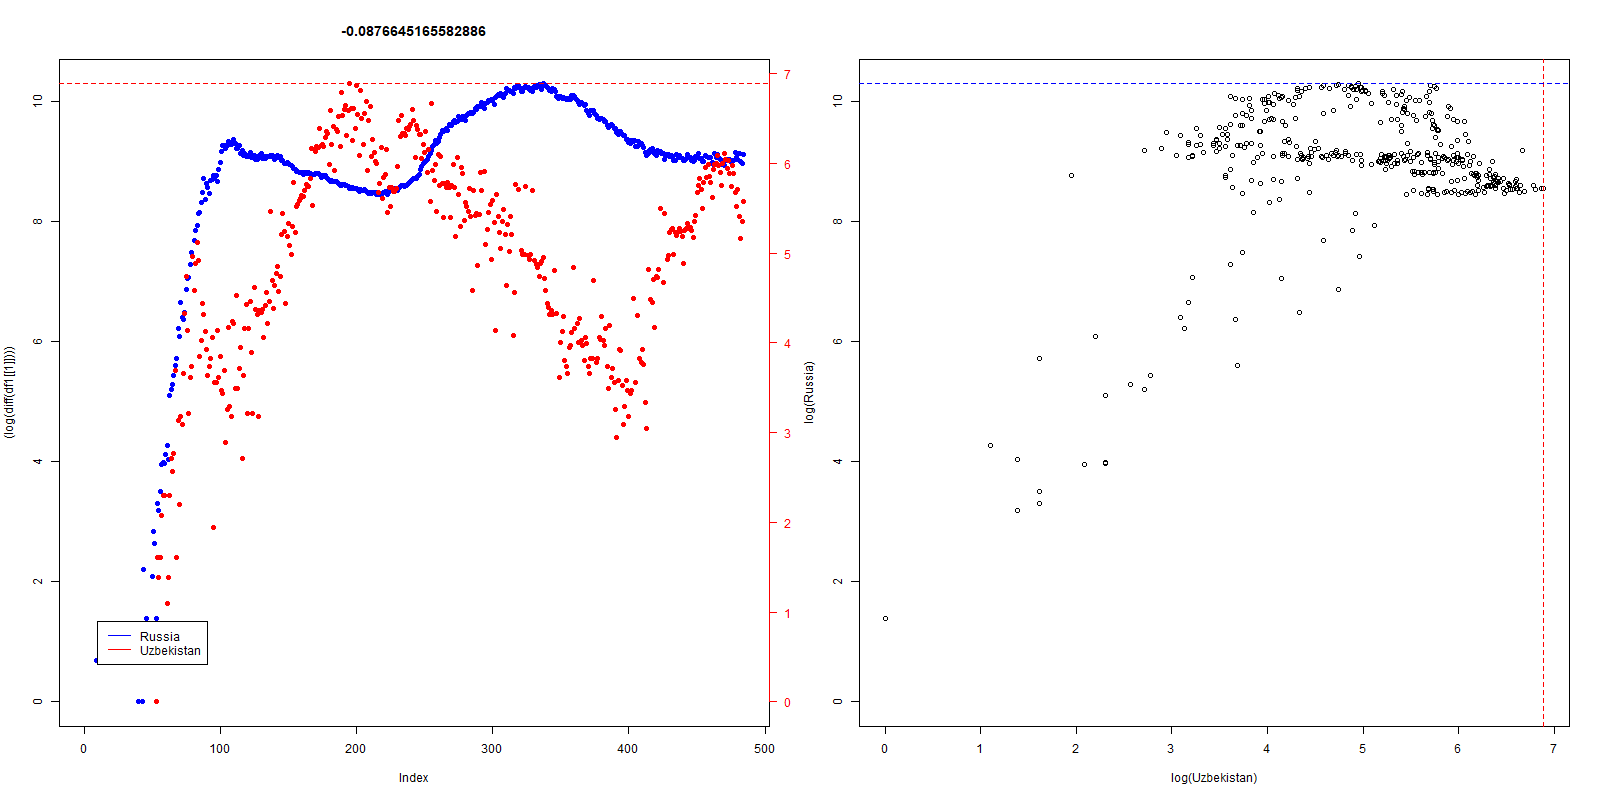 -0.0876645165582886
(log(diff(df1[[1]])))
0
2
4
6
8
10
0
1
2
3
4
5
6
7
Russia
Uzbekistan
0 100 200 300 400 500
Index
log(Russia)
0
2
4
6
8
10
0 1 2 3 4 5 6 7
log(Uzbekistan)